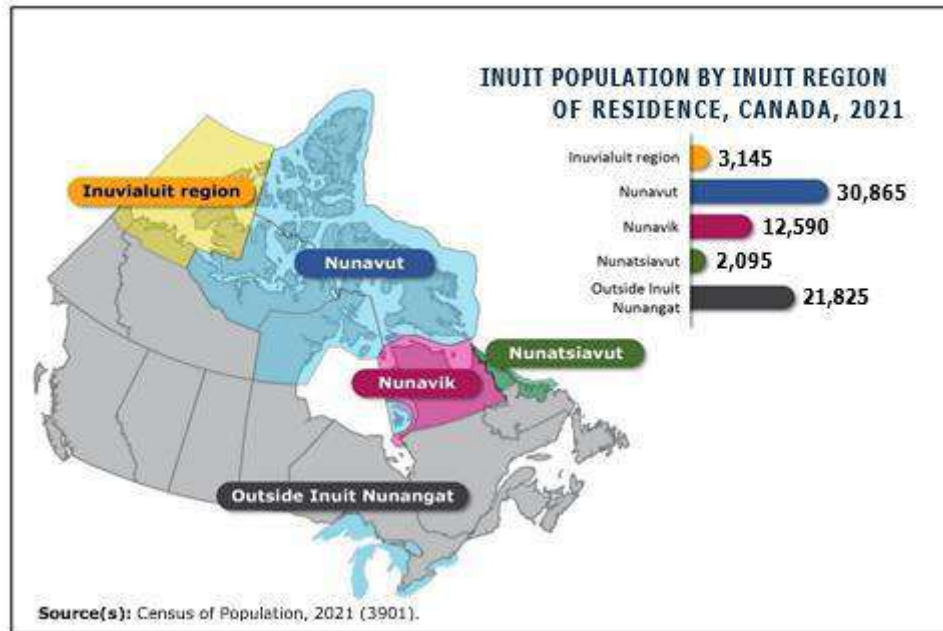 INUIT POPULATION BY INUIT REGION
OF RESIDENCE, CANADA, 2021
Inuvialuit region 3,145
Nunavut 30,865
Nunavik 12,590
Nunatsiavut 2,095
Outside Inuit
Nunangat 21,825
Inuvialuit region
Nunavut
Nunatsiavut
Nunavik
Outside Inuit Nunangat
Source(s): Census of Population, 2021 (3901).